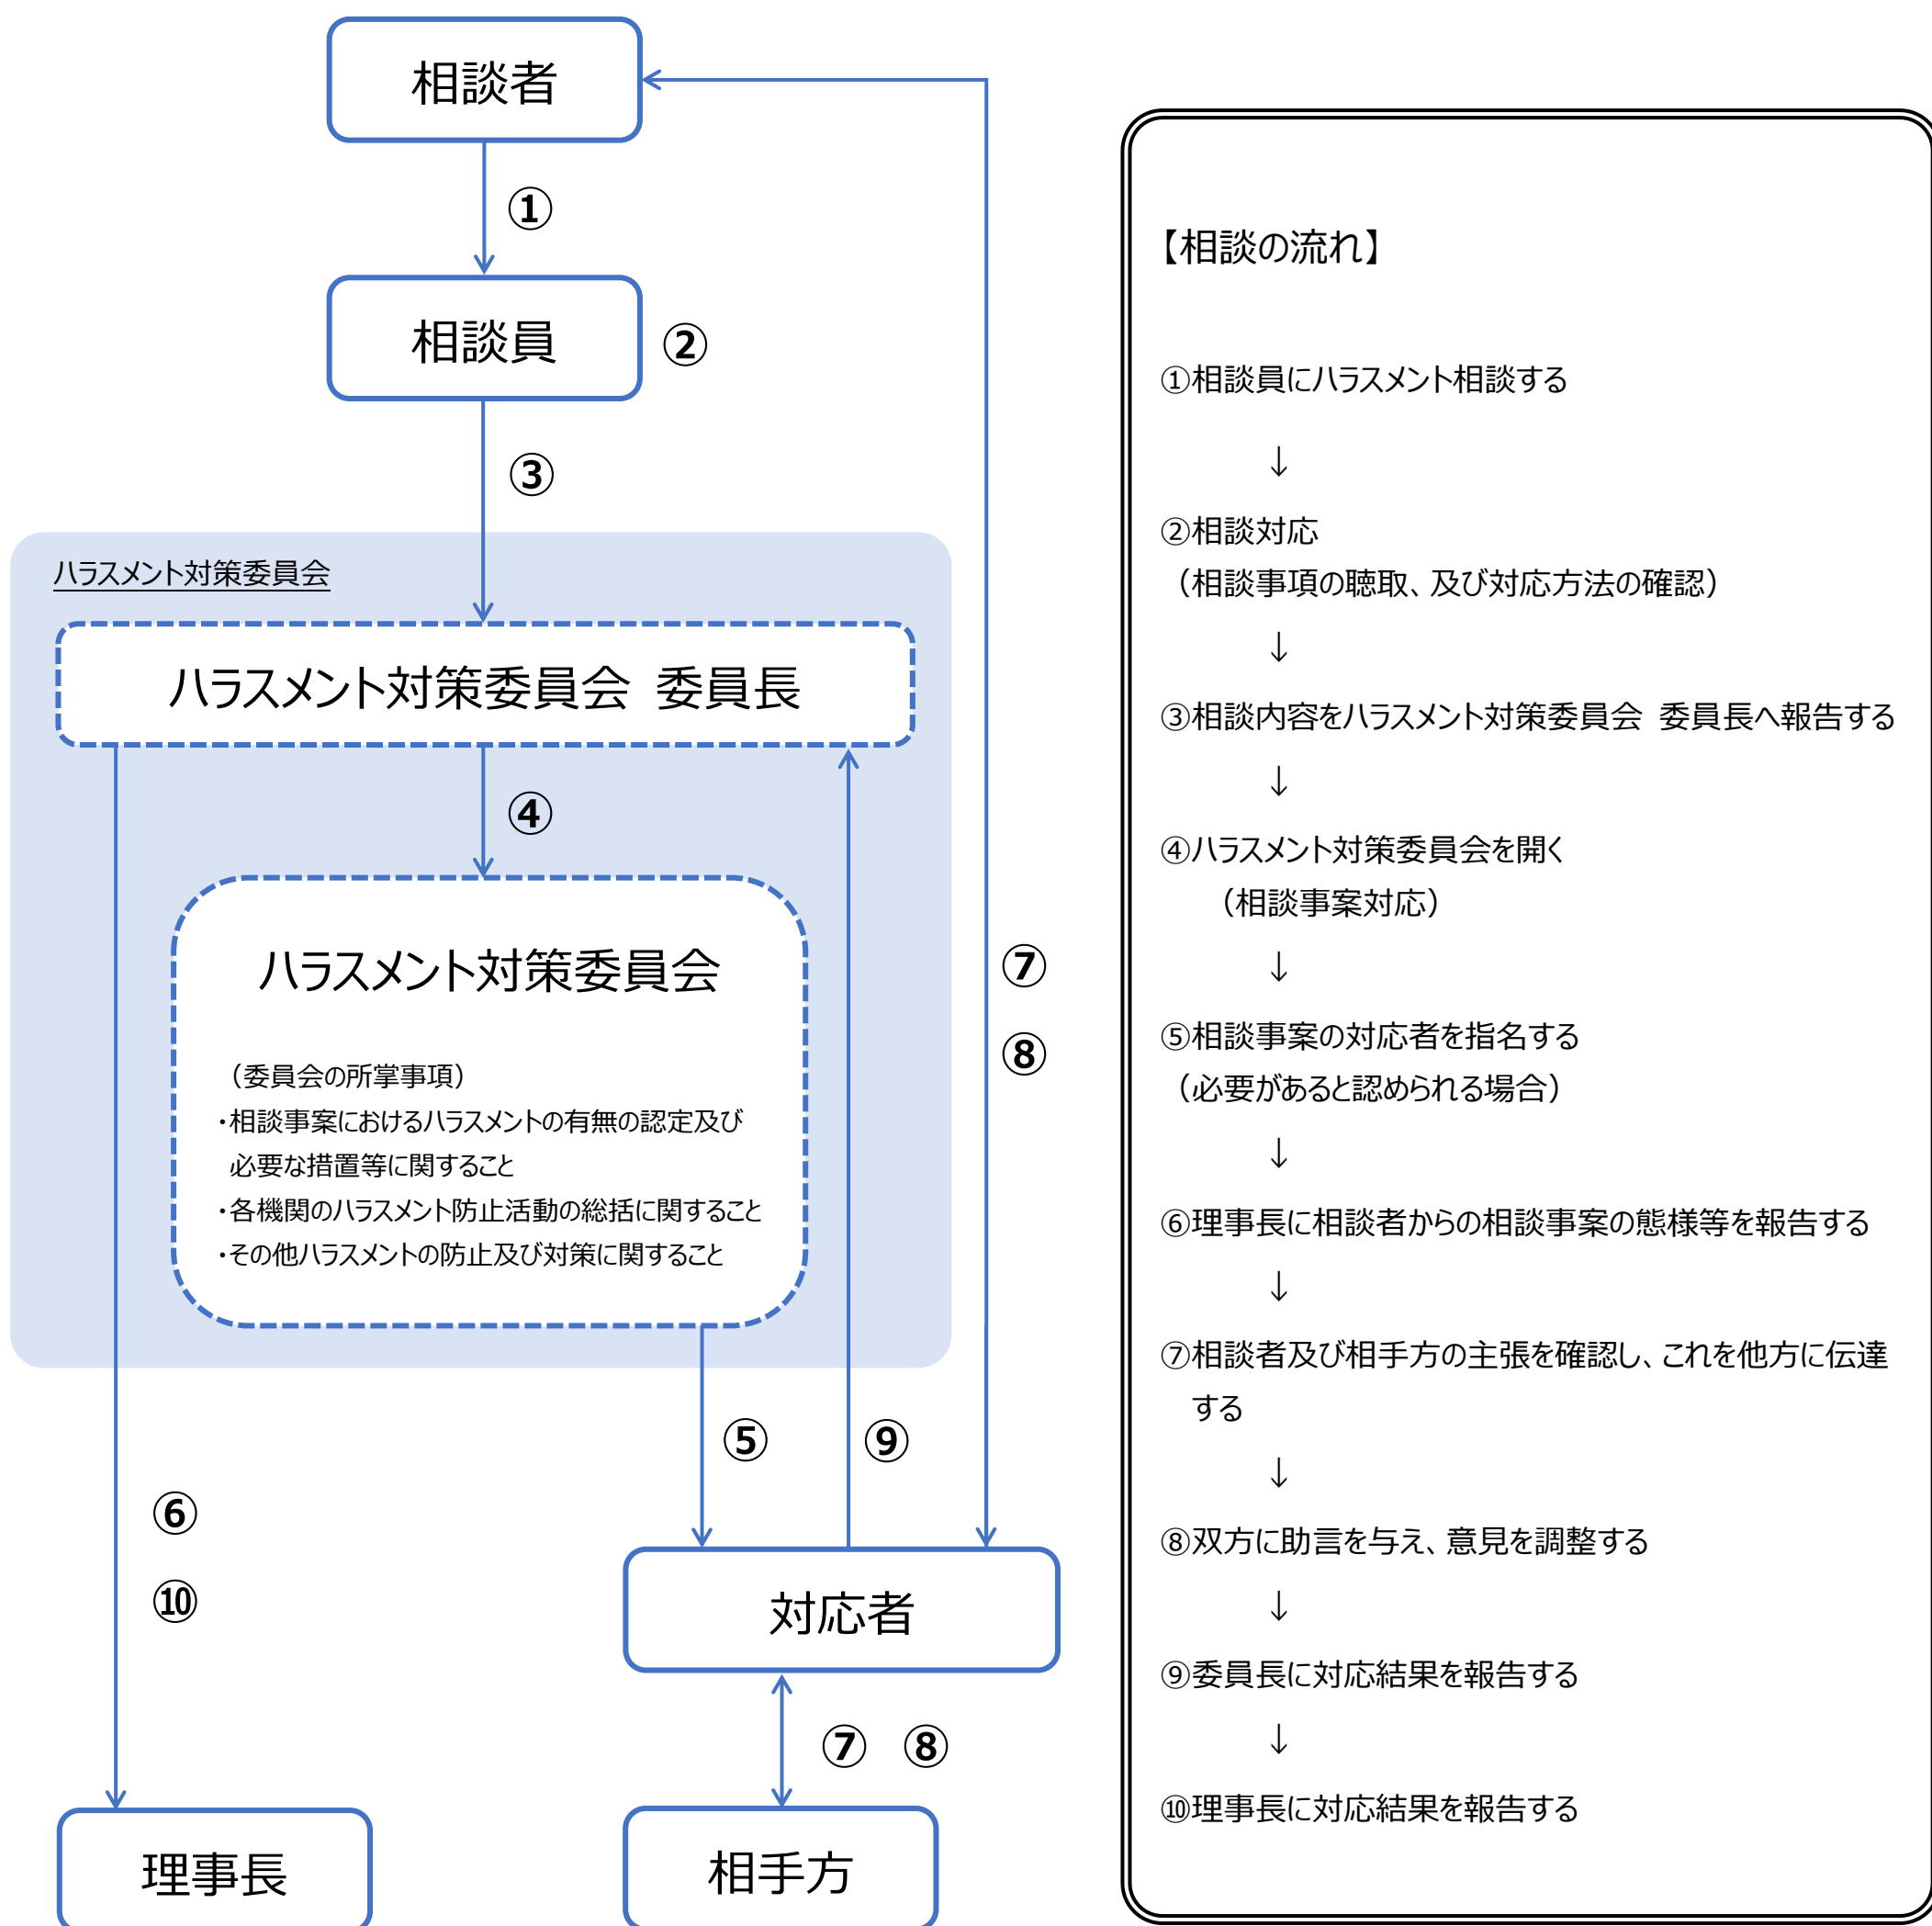 相談者
①
相談員
②
③
ハラスメント対策委員会
ハラスメント対策委員会 委員長
④
ハラスメント対策委員会
（委員会の所掌事項）
・相談事案におけるハラスメントの有無の認定及び
必要な措置等に関すること
・各機関のハラスメント防止活動の総括に関すること
・その他ハラスメントの防止及び対策に関すること
⑦
⑧
⑤
⑨
⑥
⑩
対応者
⑦ ⑧
理事長
相手方
【相談の流れ】
①相談員にハラスメント相談する
↓
②相談対応
（相談事項の聴取、及び対応方法の確認）
↓
③相談内容をハラスメント対策委員会 委員長へ報告する
↓
④ハラスメント対策委員会を開く
（相談事案対応）
↓
⑤相談事案の対応者を指名する
（必要があると認められる場合）
↓
⑥理事長に相談者からの相談事案の態様等を報告する
↓
⑦相談者及び相手方の主張を確認し、これを他方に伝達
する
↓
⑧双方に助言を与え、意見を調整する
↓
⑨委員長に対応結果を報告する
↓
⑩理事長に対応結果を報告する